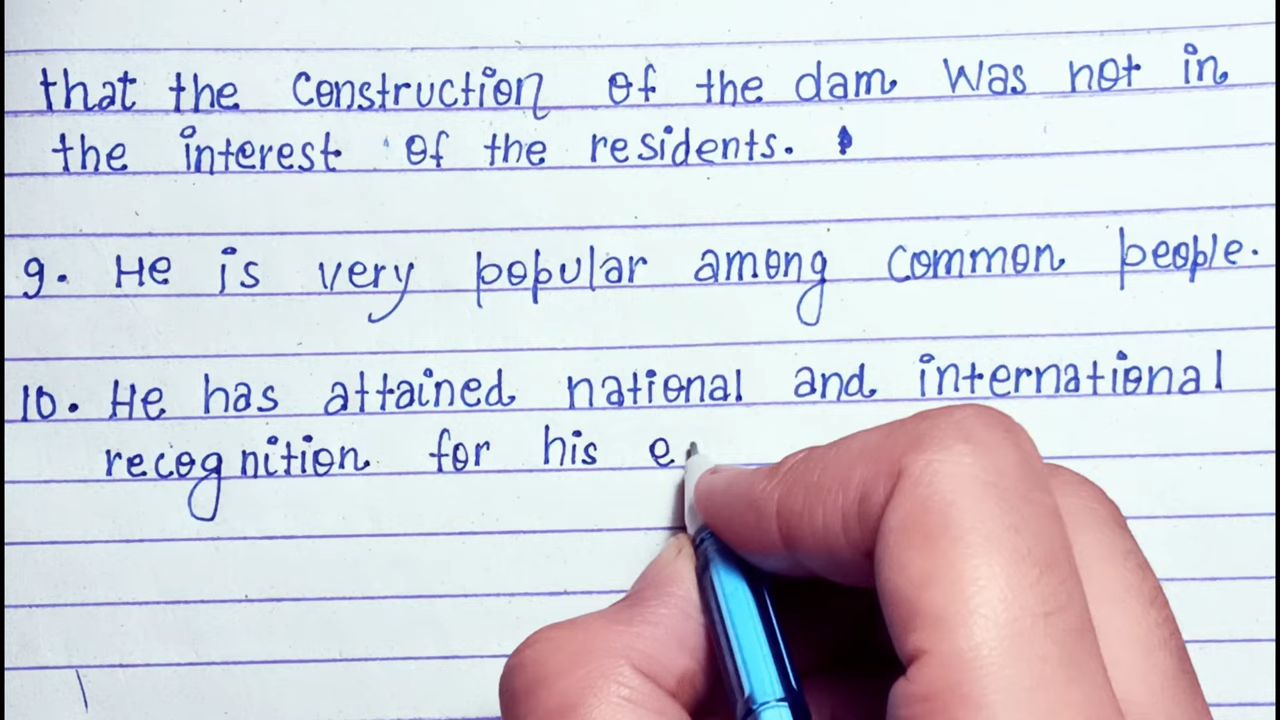 that the construction of the dam was not in
the interest of the residents.
9. He is very popular among common people.
10. He has attained national and international
recognition for his e